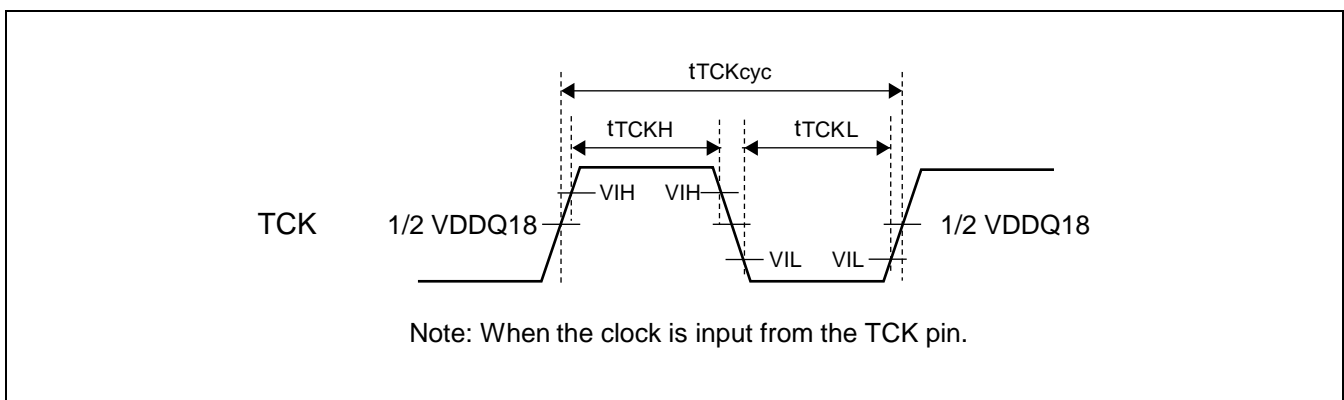 tTCKcyc
tTCKH
tTCKL
VIH
VIH
TCK
1/2 VDDQ18
1/2 VDDQ18
VIL
VIL
Note: When the clock is input from the TCK pin.